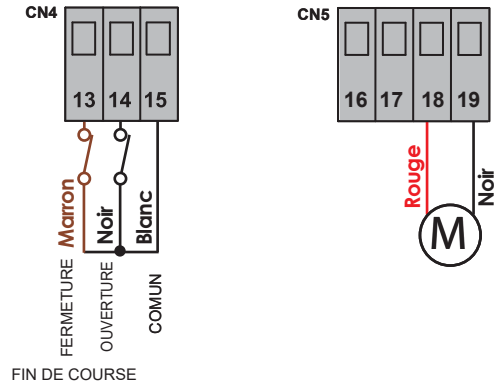 CN4
13 14 15
Marron
Noir
Blanc
FERMETURE
OUVERTURE
COMUN
FIN DE COURSE
CN5
16 17 18 19
Rouge
Noir
M